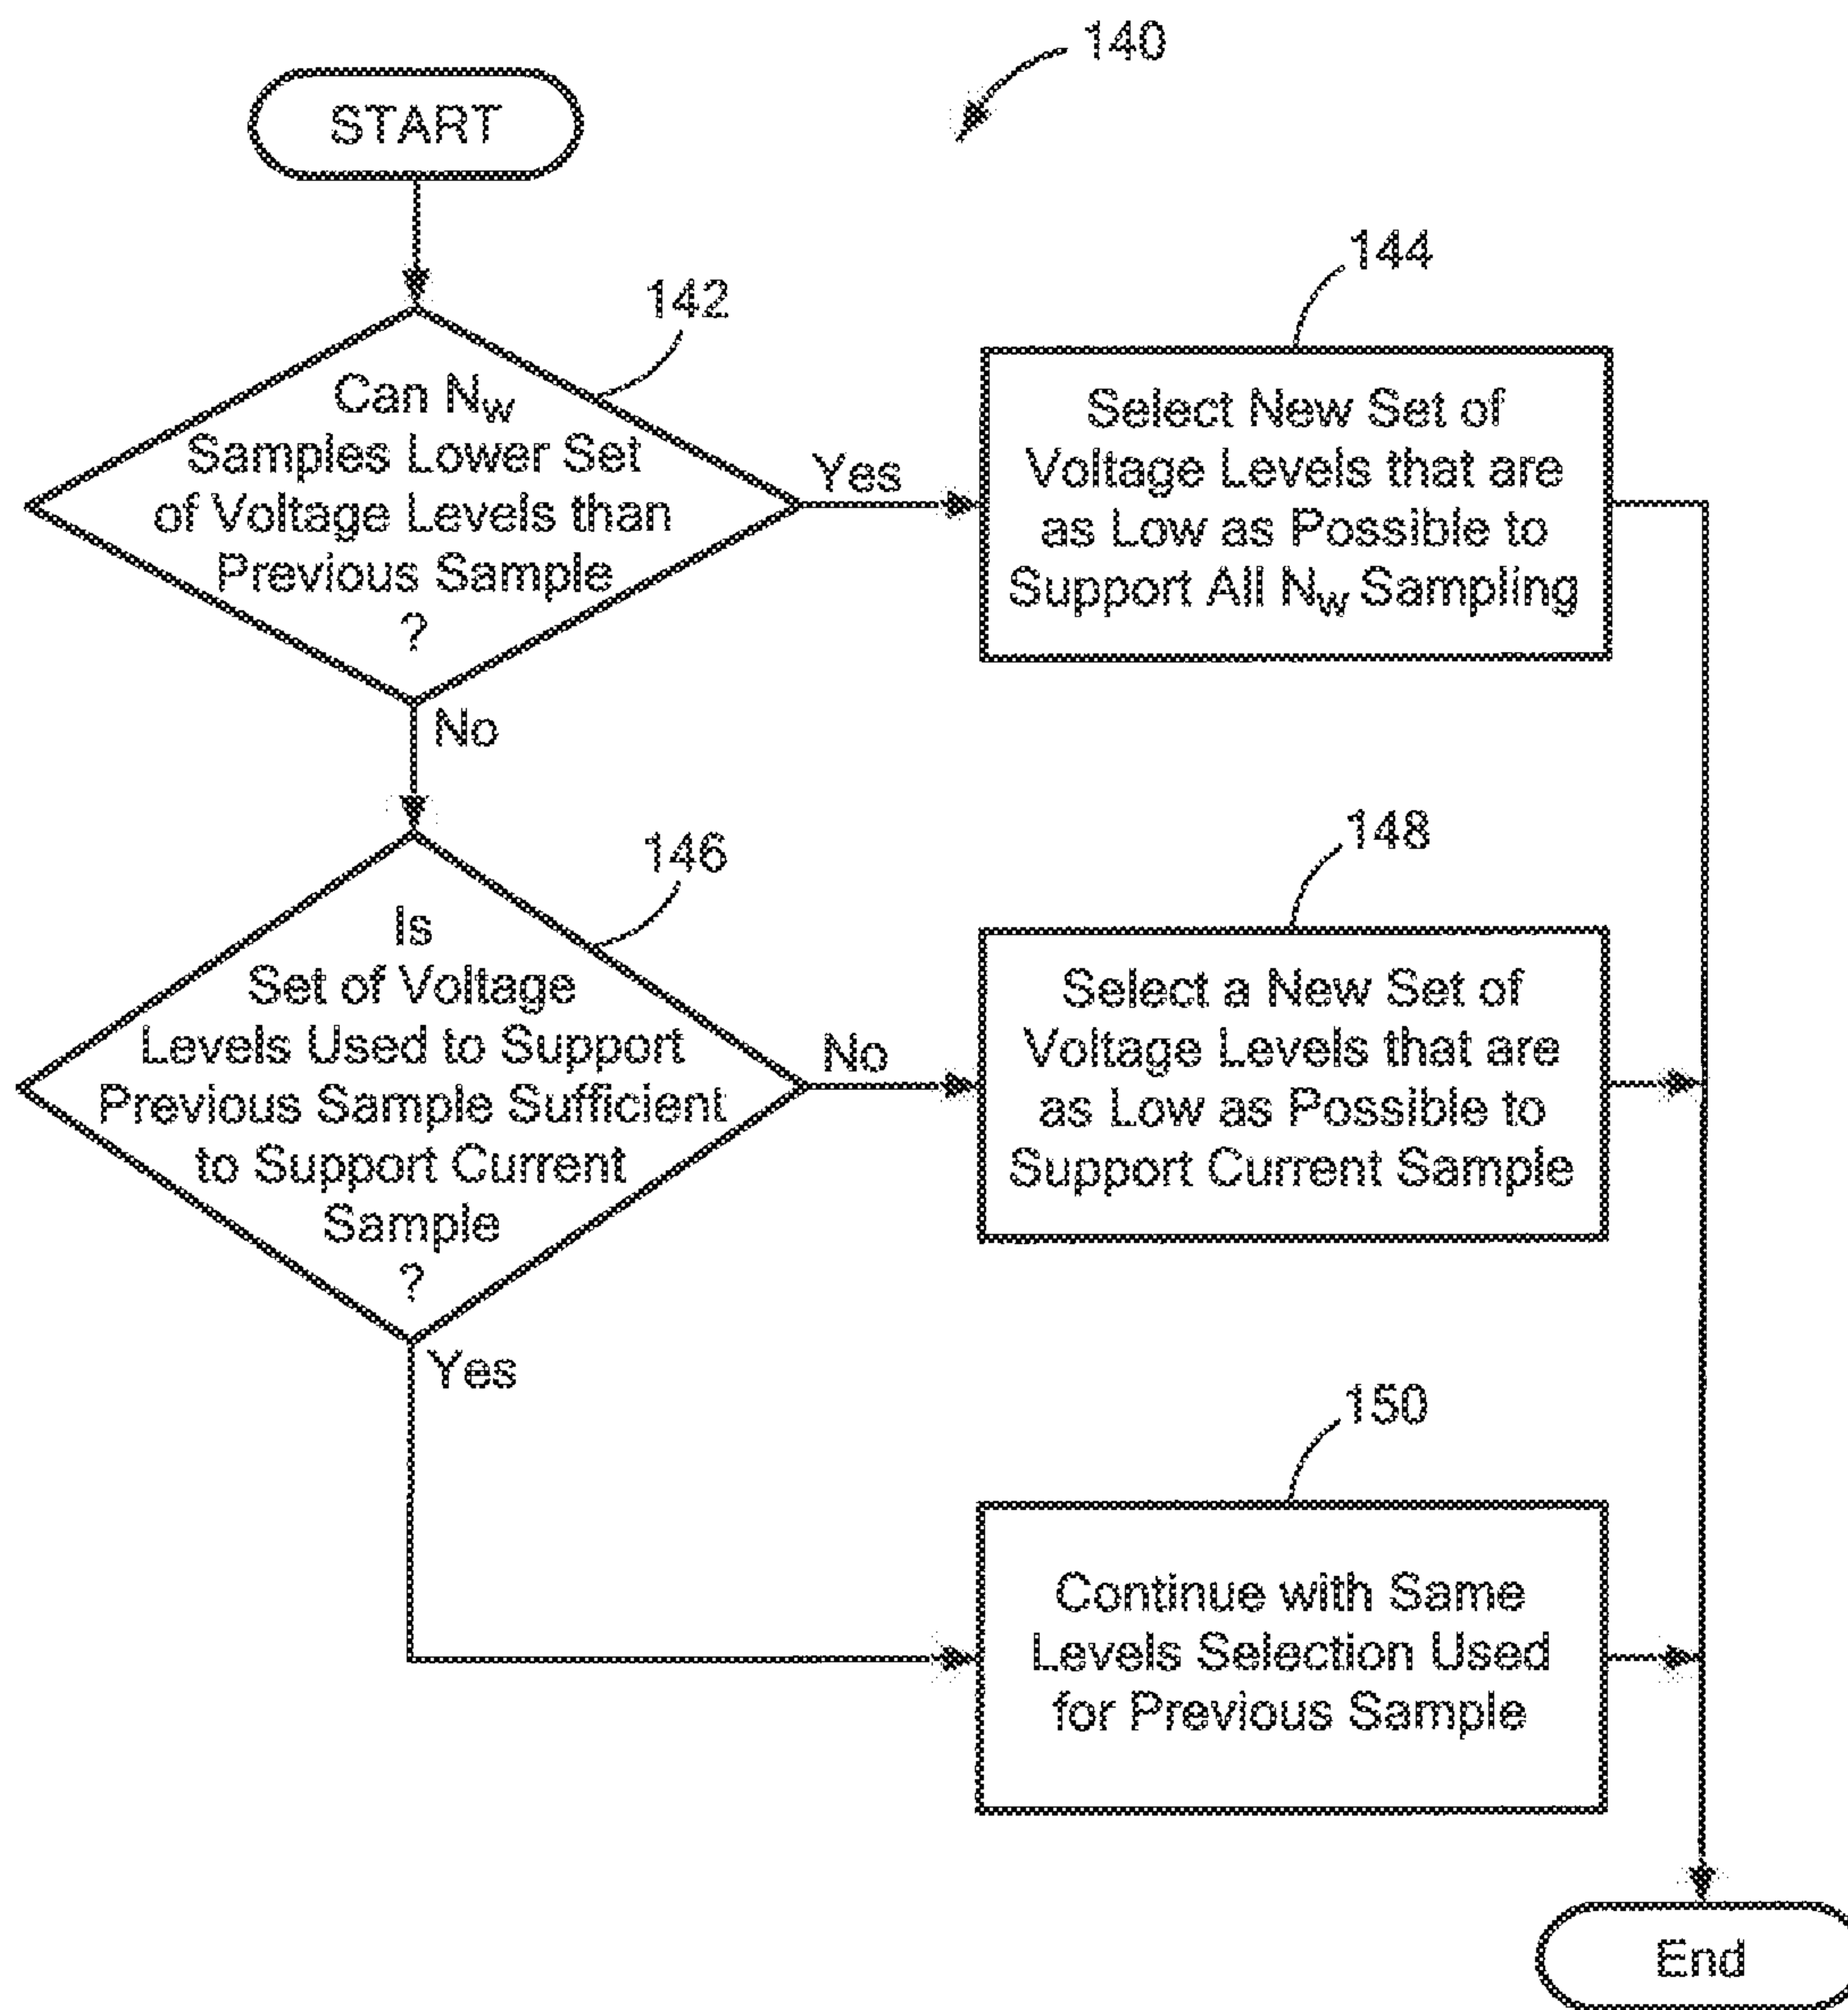 140
START
142
Can Nw
Samples Lower Set
of Voltage Levels than
Previous Sample
?
Yes
144
Select New Set of
Voltage Levels that are
as Low as Possible to
Support All Nw Sampling
No
146
Is
Set of Voltage
Levels Used to Support
Previous Sample Sufficient
to Support Current
Sample
?
No
148
Select a New Set of
Voltage Levels that are
as Low as Possible to
Support Current Sample
Yes
150
Continue with Same
Levels Selection Used
for Previous Sample
End